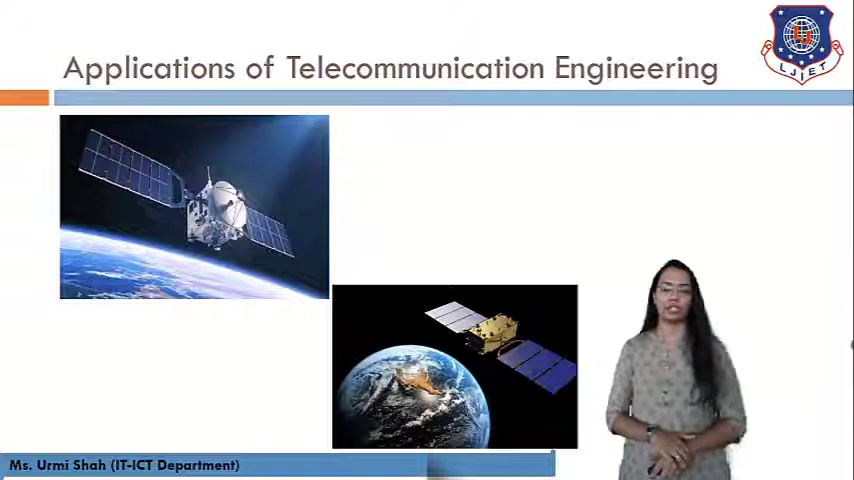 Applications of Telecommunication Engineering
LJIET
Ms. Urmi Shah (IT-ICT Department)